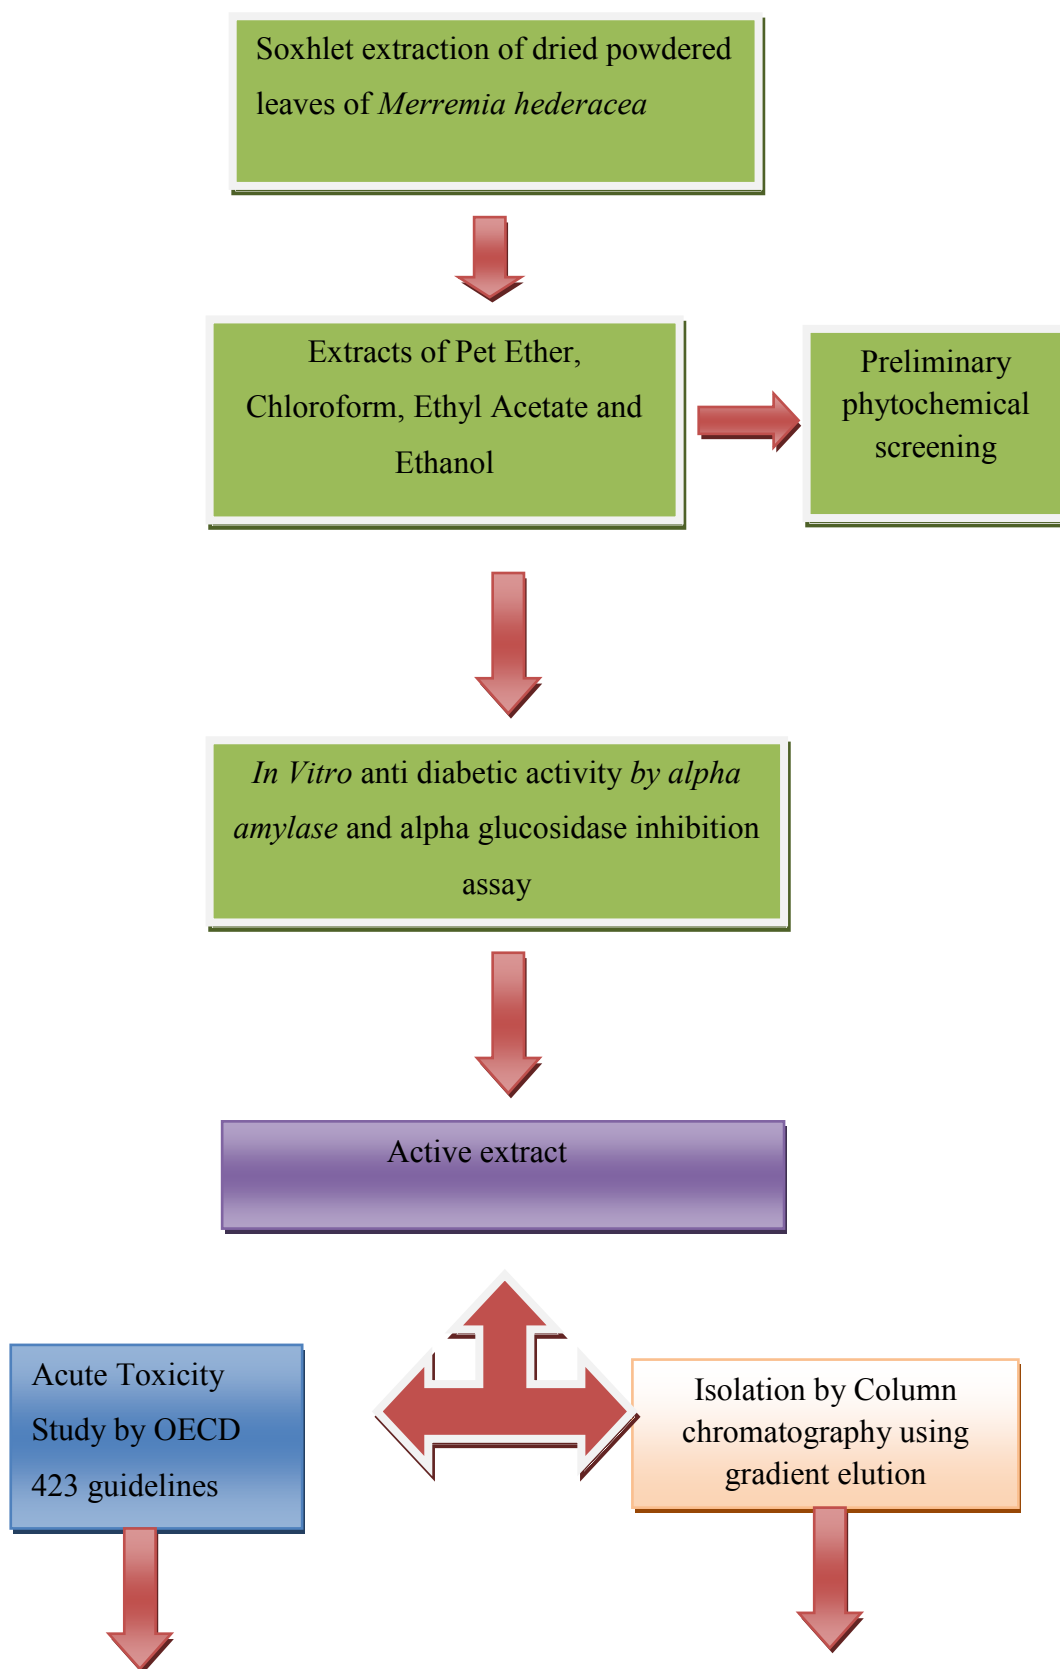 Soxhlet extraction of dried powdered
leaves of Merremia hederacea
Extracts of Pet Ether,
Chloroform, Ethyl Acetate and
Ethanol
Preliminary
phytochemical
screening
In Vitro anti diabetic activity by alpha
amylase and alpha glucosidase inhibition
assay
Active extract
Acute Toxicity
Study by OECD
423 guidelines
Isolation by Column
chromatography using
gradient elution